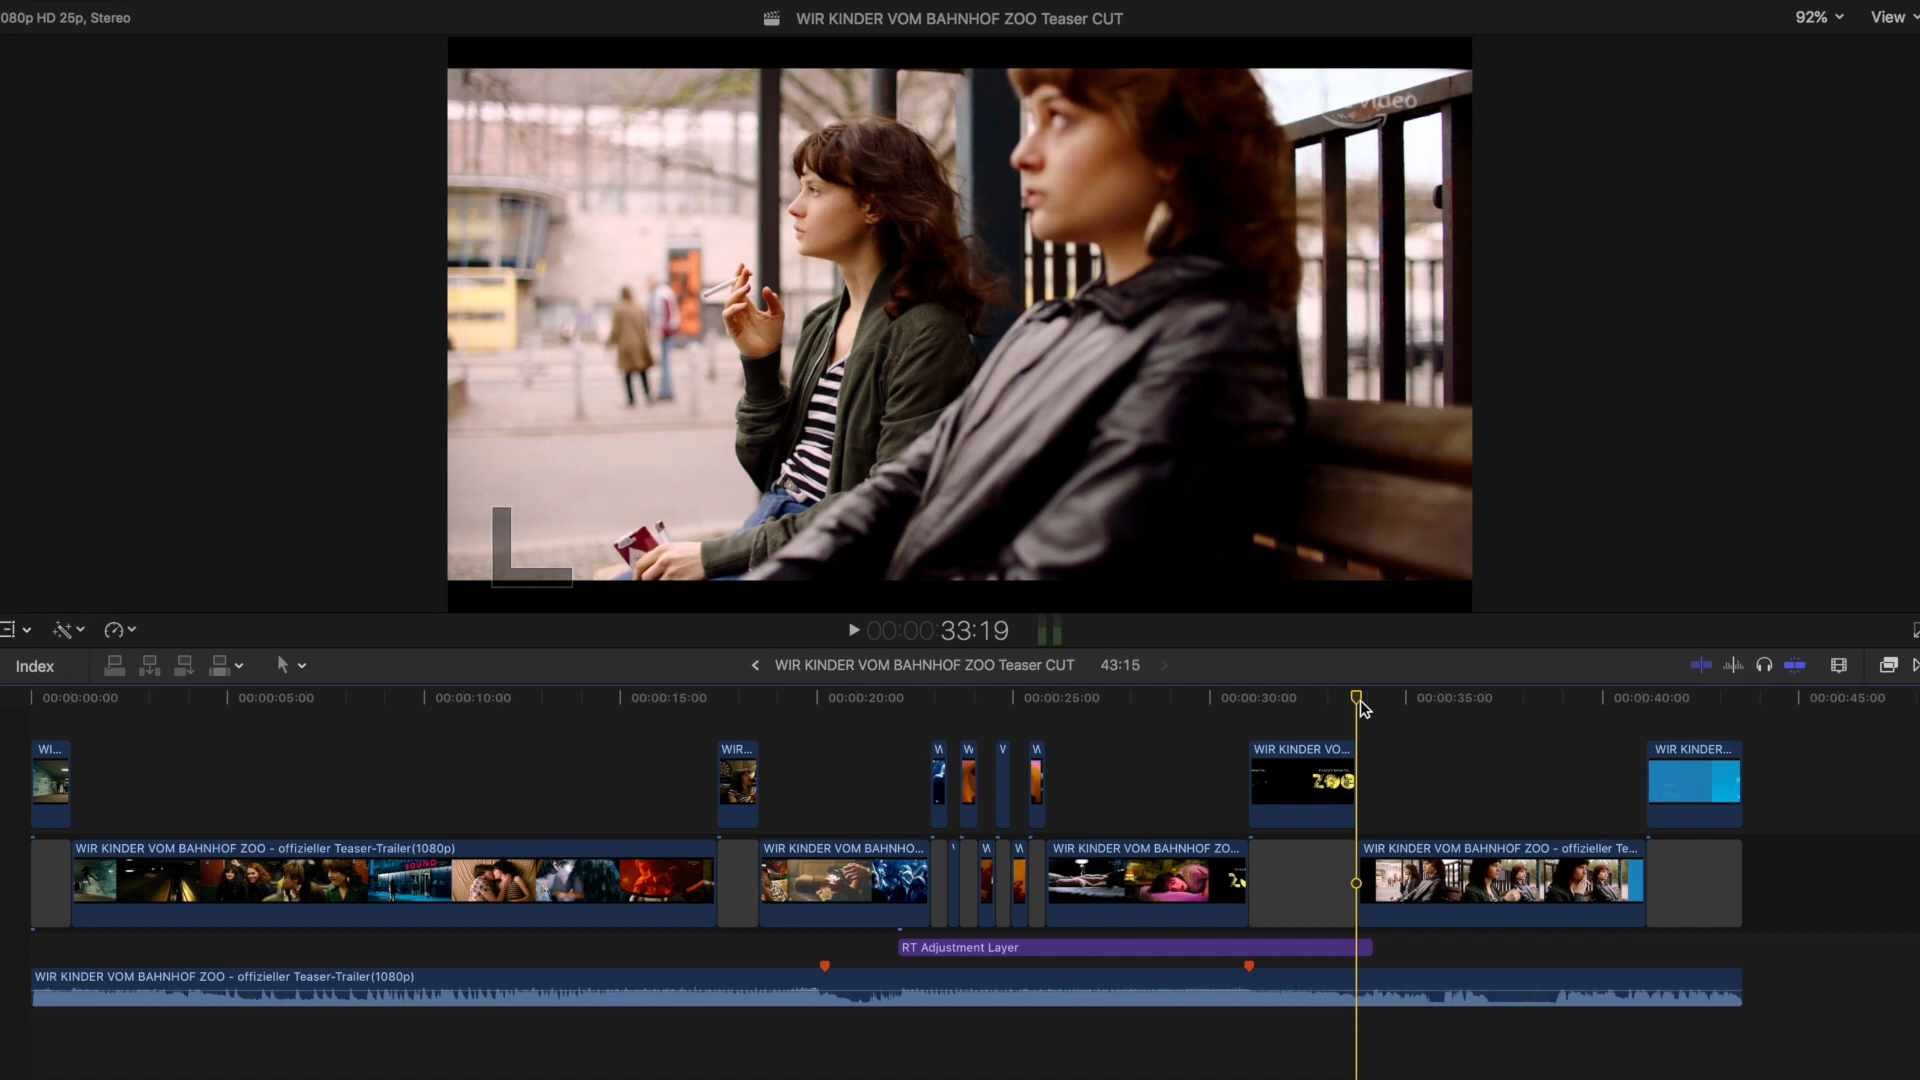 080p HD 25p, Stereo
WIR KINDER VOM BAHNHOF ZOO Teaser CUT
92%
View
video
00:00:33:19
Index
WIR KINDER VOM BAHNHOF ZOO Teaser CUT
43:15
00:00:00:00
00:00:05:00
00:00:10:00
00:00:15:00
00:00:20:00
00:00:25:00
00:00:30:00
00:00:35:00
00:00:40:00
00:00:45:00
WI...
WIR...
W
W
V
W
WIR KINDER VO...
WIR KINDER...
ZOO
WIR KINDER VOM BAHNHOF ZOO - offizieller Teaser-Trailer(1080p)
WIR KINDER VOM BAHNHO...
W
W
WIR KINDER VOM BAHNHOF ZO...
WIR KINDER VOM BAHNHOF ZOO - offizieller Te...
SOUND
RT Adjustment Layer
WIR KINDER VOM BAHNHOF ZOO - offizieller Teaser-Trailer(1080p)